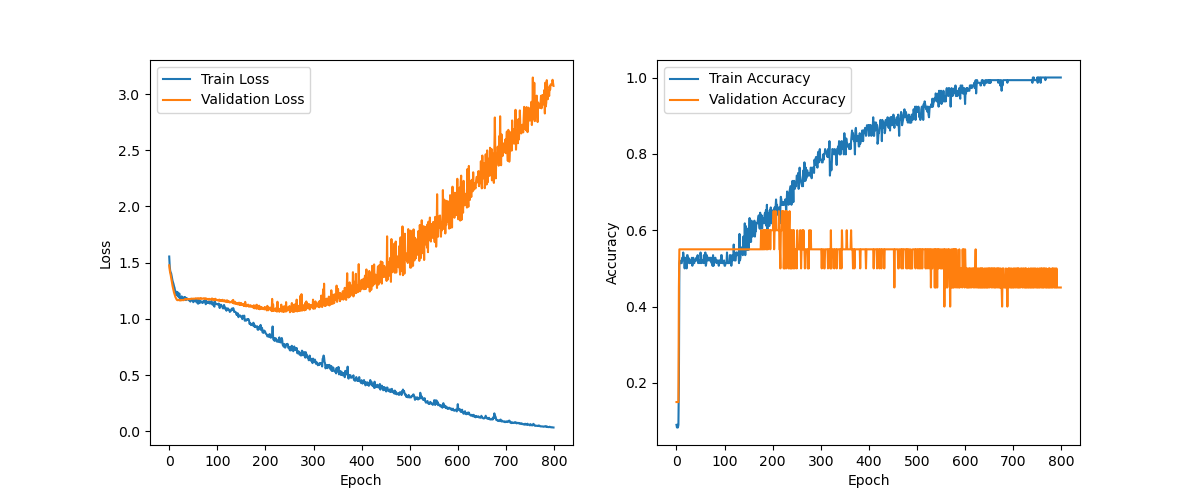 Train Loss
Validation Loss
3.0
2.5
2.0
1.5
1.0
0.5
0.0
Loss
0 100 200 300 400 500 600 700 800
Epoch
Train Accuracy
Validation Accuracy
1.0
0.8
0.6
0.4
0.2
Accuracy
0 100 200 300 400 500 600 700 800
Epoch